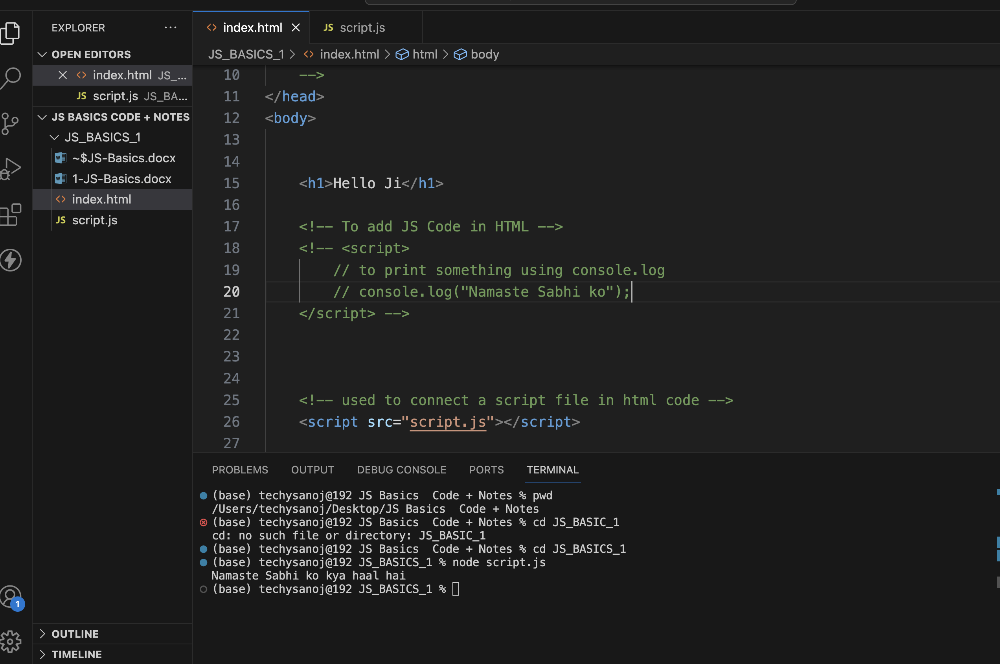 EXPLORER ...
OPEN EDITORS
index.html JS_...
JS script.js JS_BA...
JS BASICS CODE + NOTES
JS_BASICS_1
~$JS-Basics.docx
1-JS-Basics.docx
index.html
JS script.js
1
OUTLINE
TIMELINE
index.html
JS script.js
JS_BASICS_1 > index.html > html > body
10 -->
11 </head>
12 <body>
13
14
15 <h1>Hello Ji</h1>
16
17 <!-- To add JS Code in HTML -->
18 <!-- <script>
19 // to print something using console.log
20 // console.log("Namaste Sabhi ko");
21 </script> -->
22
23
24
25 <!-- used to connect a script file in html code -->
26 <script src="script.js"></script>
27
PROBLEMS OUTPUT DEBUG CONSOLE PORTS TERMINAL
(base) techysanoj@192 JS Basics  Code + Notes % pwd
/Users/techysanoj/Desktop/JS Basics  Code + Notes
(base) techysanoj@192 JS Basics  Code + Notes % cd JS_BASIC_1
cd: no such file or directory: JS_BASIC_1
(base) techysanoj@192 JS Basics  Code + Notes % cd JS_BASICS_1
(base) techysanoj@192 JS_BASICS_1 % node script.js
Namaste Sabhi ko kya haal hai
(base) techysanoj@192 JS_BASICS_1 %